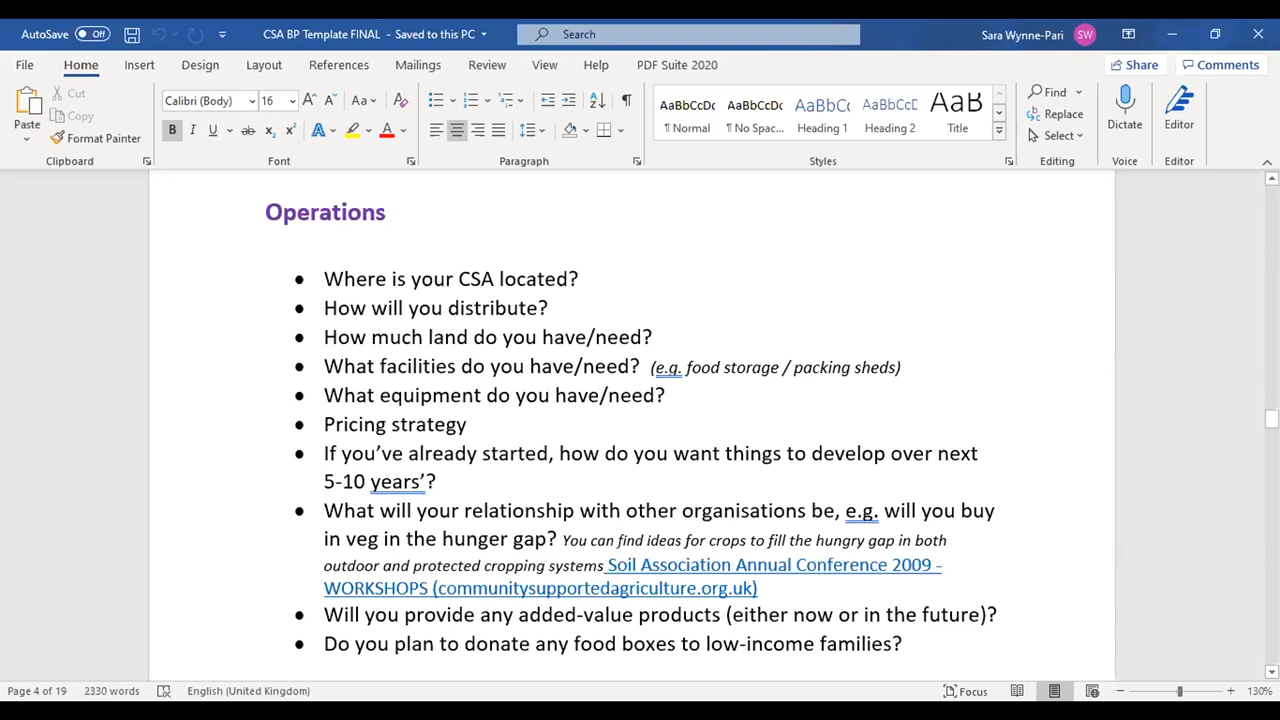 AutoSave Off CSA BP Template FINAL - Saved to this PC Search Sara Wynne-Pari SW
File Home Insert Design Layout References Mailings Review View Help PDF Suite 2020 Share Comments
Paste Cut Copy Format Painter
Calibri (Body) 16 A A Aa
B I U ab x2 x2 A A
AaBbCcDc AaBbCcDc AaBbCc AaBbCcD AaB
¶ Normal ¶ No Spac... Heading 1 Heading 2 Title
Find Replace Select
Dictate Editor
Clipboard Font Paragraph Styles Editing Voice Editor
Operations
• Where is your CSA located?
• How will you distribute?
• How much land do you have/need?
• What facilities do you have/need? (e.g. food storage / packing sheds)
• What equipment do you have/need?
• Pricing strategy
• If you’ve already started, how do you want things to develop over next
5-10 years’?
• What will your relationship with other organisations be, e.g. will you buy
in veg in the hunger gap? You can find ideas for crops to fill the hungry gap in both
outdoor and protected cropping systems Soil Association Annual Conference 2009 -
WORKSHOPS (communitysupportedagriculture.org.uk)
• Will you provide any added-value products (either now or in the future)?
• Do you plan to donate any food boxes to low-income families?
Page 4 of 19 2330 words English (United Kingdom) Focus 130%